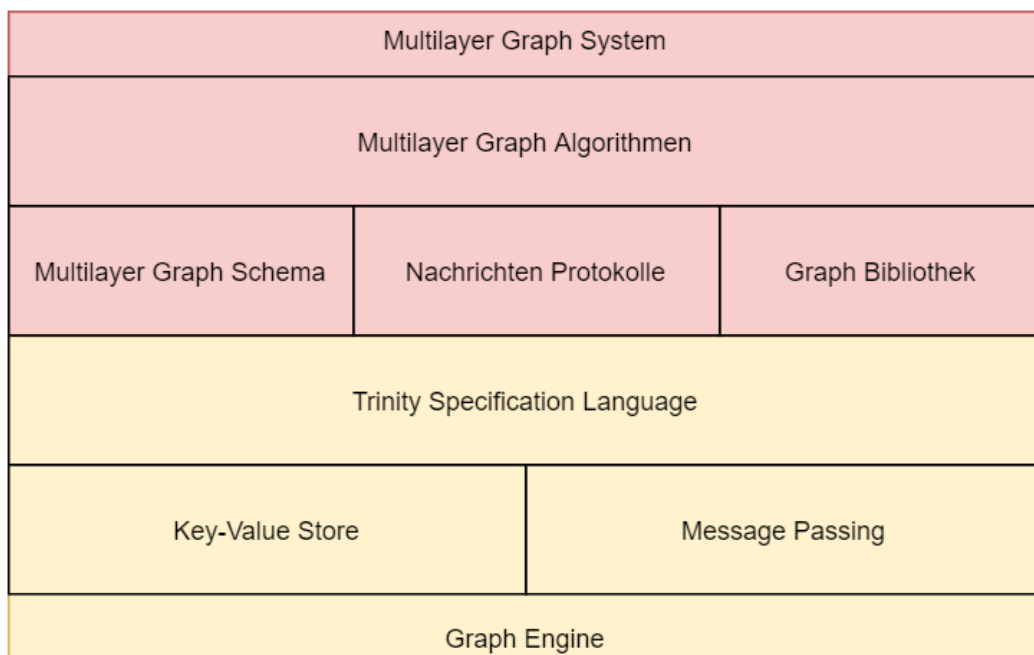 Multilayer Graph System
Multilayer Graph Algorithmen
Multilayer Graph Schema
Nachrichten Protokolle
Graph Bibliothek
Trinity Specification Language
Key-Value Store
Message Passing
Graph Engine